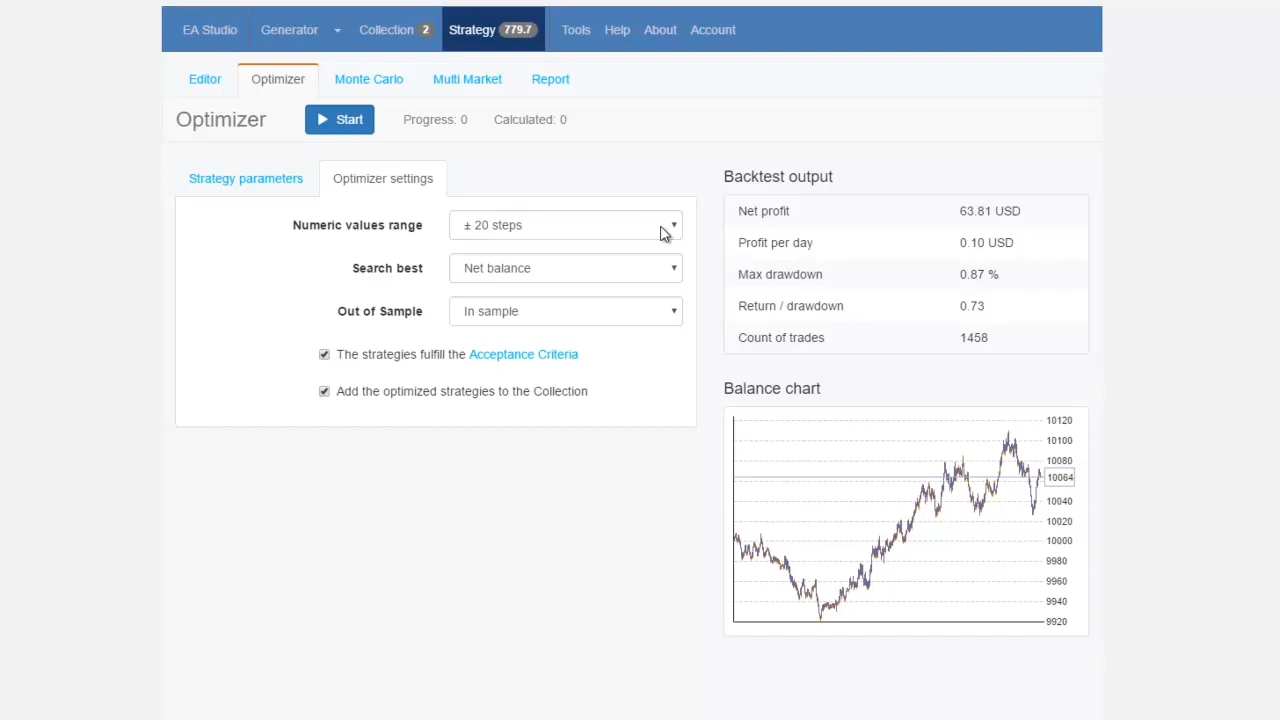 EA Studio Generator Collection 2 Strategy 779.7 Tools Help About Account
Editor Optimizer Monte Carlo Multi Market Report
Optimizer Start Progress: 0 Calculated: 0
Strategy parameters Optimizer settings
Numeric values range ± 20 steps
Search best Net balance
Out of Sample In sample
The strategies fulfill the Acceptance Criteria
Add the optimized strategies to the Collection
Backtest output
Net profit 63.81 USD
Profit per day 0.10 USD
Max drawdown 0.87 %
Return / drawdown 0.73
Count of trades 1458
Balance chart
10120
10100
10080
10064
10040
10020
10000
9980
9960
9940
9920